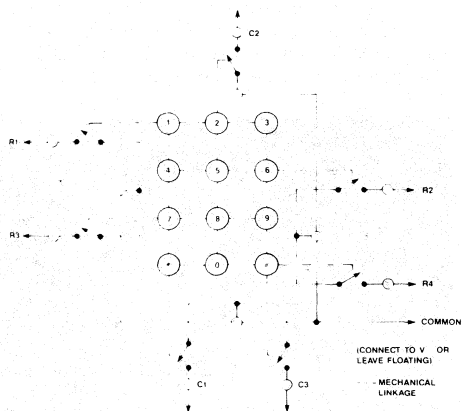 C2
1 2 3
R1
4 5 6
R2
7 8 9
R3
0
R4
COMMON
(CONNECT TO V OR
LEAVE FLOATING)
C1 C3
MECHANICAL
LINKAGE